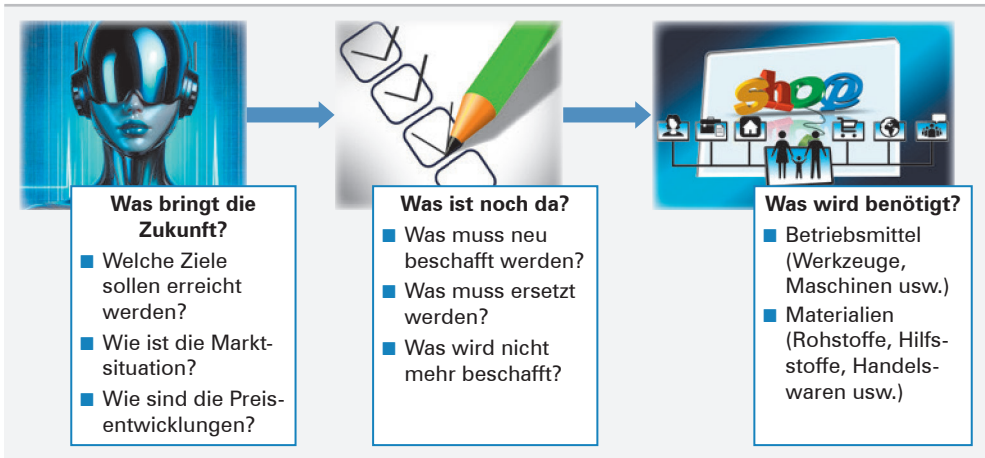 shop
Was bringt die
Zukunft?
■ Welche Ziele
sollen erreicht
werden?
■ Wie ist die Markt-
situation?
■ Wie sind die Preis-
entwicklungen?
Was ist noch da?
■ Was muss neu
beschafft werden?
■ Was muss ersetzt
werden?
■ Was wird nicht
mehr beschafft?
Was wird benötigt?
■ Betriebsmittel
(Werkzeuge,
Maschinen usw.)
■ Materialien
(Rohstoffe, Hilfs-
stoffe, Handels-
waren usw.)